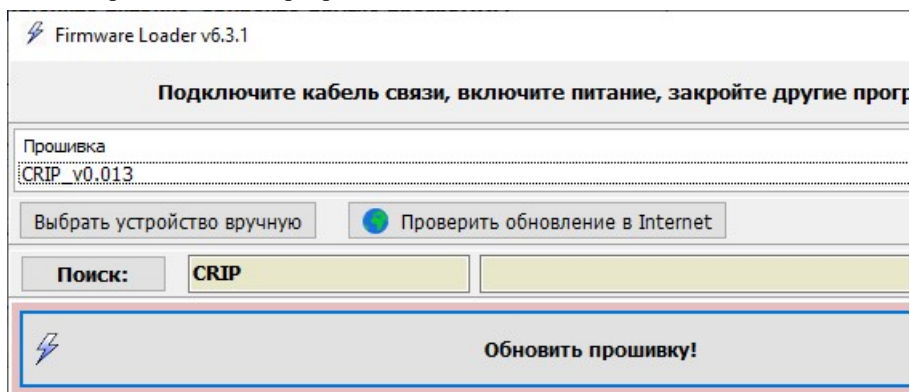 Firmware Loader v6.3.1
Подключите кабель связи, включите питание, закройте другие прогр
Прошивка
CRIP_v0.013
Выбрать устройство вручную Проверить обновление в Internet
Поиск: CRIP
Обновить прошивку!